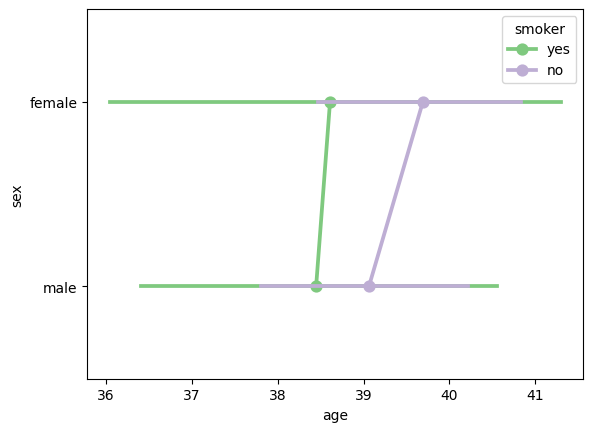 smoker
yes
no
female
male
sex
36 37 38 39 40 41
age